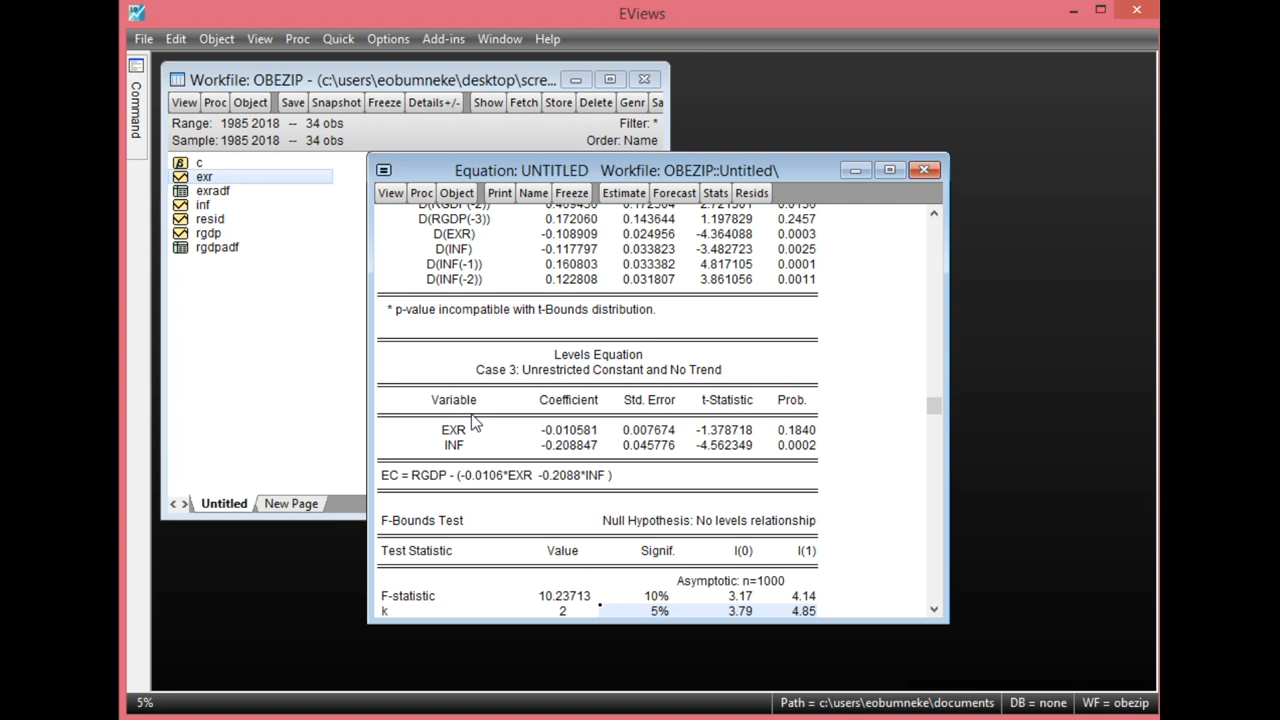 EViews
File Edit Object View Proc Quick Options Add-ins Window Help
Command
Workfile: OBEZIP - (c:\users\eobumneke\desktop\scre...
View Proc Object Save Snapshot Freeze Details+/- Show Fetch Store Delete Genr Sa
Range: 1985 2018 -- 34 obs Filter: *
Sample: 1985 2018 -- 34 obs Order: Name
c
exr
exradf
inf
resid
rgdp
rgdpadf
Untitled New Page
Equation: UNTITLED Workfile: OBEZIP::Untitled\
View Proc Object Print Name Freeze Estimate Forecast Stats Resids
D(RGDP(-3)) 0.172060 0.143644 1.197829 0.2457
D(EXR) -0.108909 0.024956 -4.364088 0.0003
D(INF) -0.117797 0.033823 -3.482723 0.0025
D(INF(-1)) 0.160803 0.033382 4.817105 0.0001
D(INF(-2)) 0.122808 0.031807 3.861056 0.0011
* p-value incompatible with t-Bounds distribution.
Levels Equation
Case 3: Unrestricted Constant and No Trend
Variable Coefficient Std. Error t-Statistic Prob.
EXR -0.010581 0.007674 -1.378718 0.1840
INF -0.208847 0.045776 -4.562349 0.0002
EC = RGDP - (-0.0106*EXR -0.2088*INF )
F-Bounds Test Null Hypothesis: No levels relationship
Test Statistic Value Signif. I(0) I(1)
Asymptotic: n=1000
F-statistic 10.23713 10% 3.17 4.14
k 2 5% 3.79 4.85
5% Path = c:\users\eobumneke\documents DB = none WF = obezip